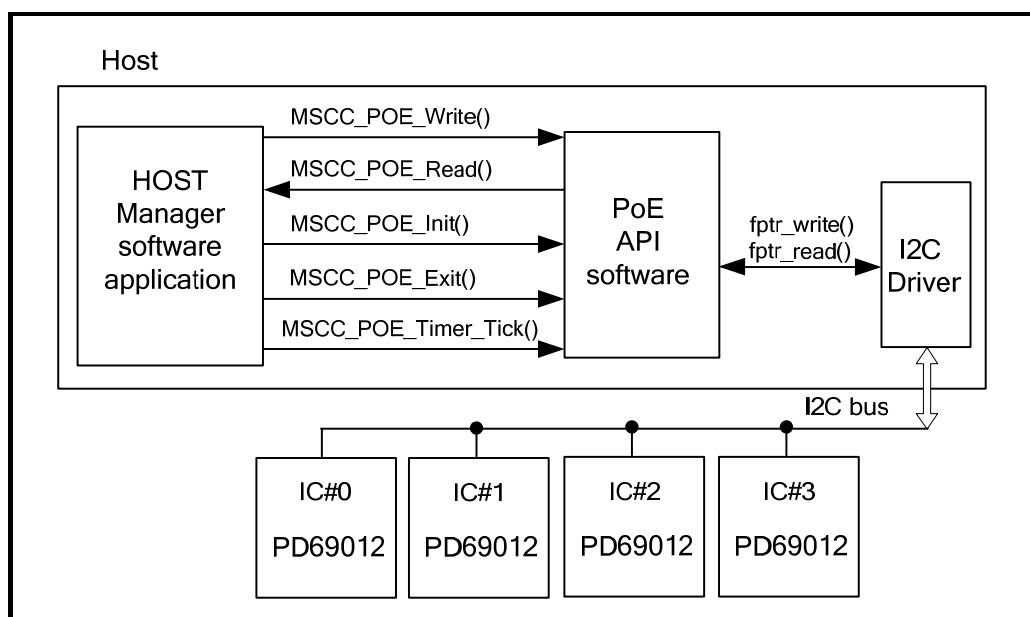 Host
HOST
Manager
software
application
MSCC_POE_Write()
MSCC_POE_Read()
MSCC_POE_Init()
MSCC_POE_Exit()
MSCC_POE_Timer_Tick()
PoE
API
software
fptr_write()
fptr_read()
I2C
Driver
I2C bus
IC#0
PD69012
IC#1
PD69012
IC#2
PD69012
IC#3
PD69012